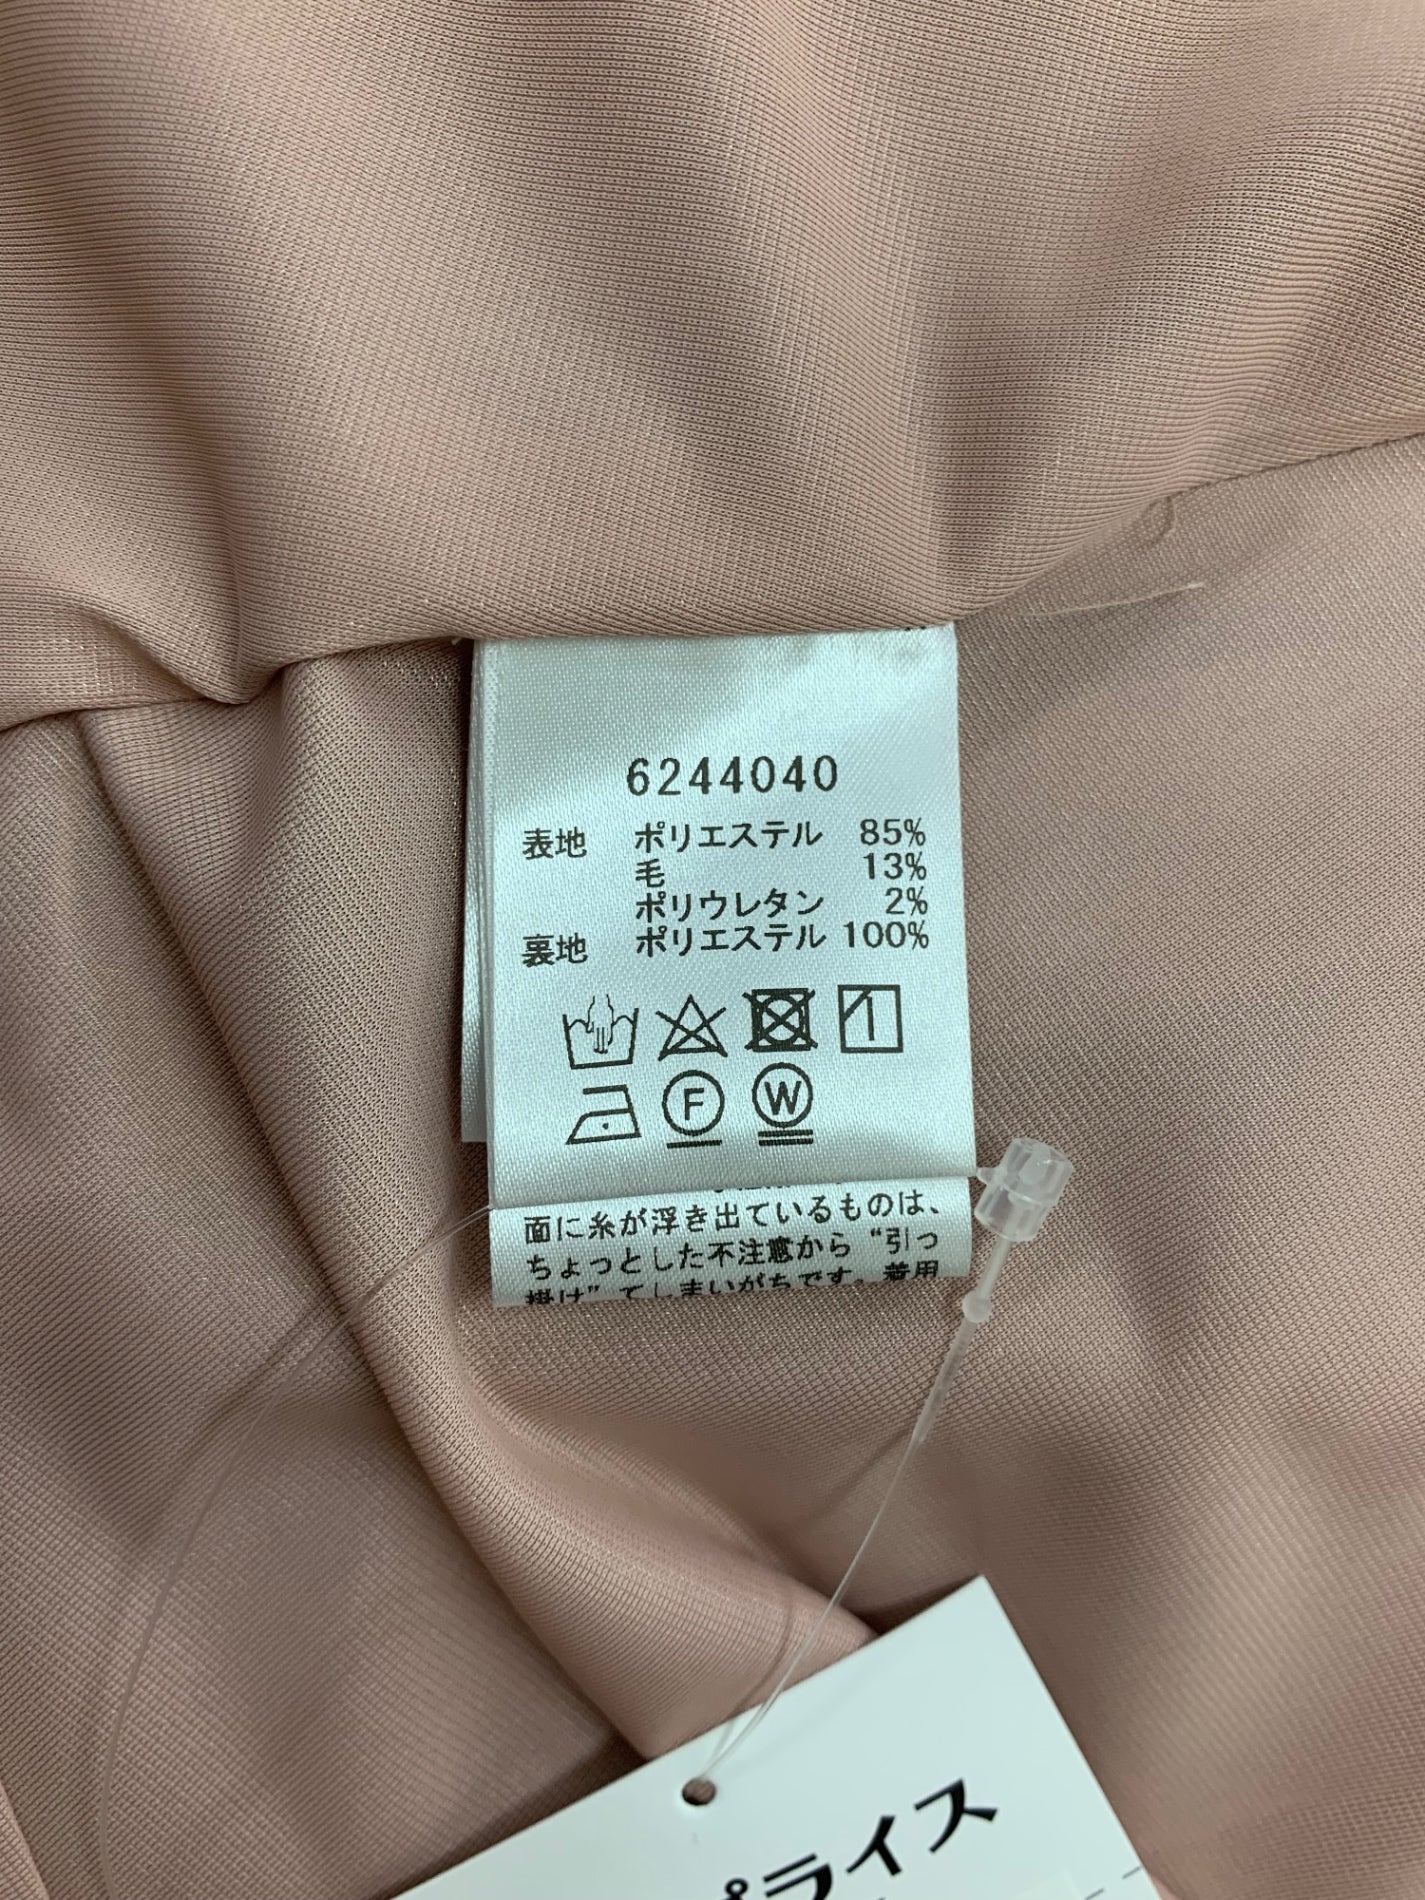 6244040
表地 ポリエステル 85%
毛 13%
ポリウレタン 2%
裏地 ポリエステル 100%
F W
面に糸が浮き出ているものは、
ちょっとした不注意から“引っ
掛け”てしまいがちです。着用
プライス